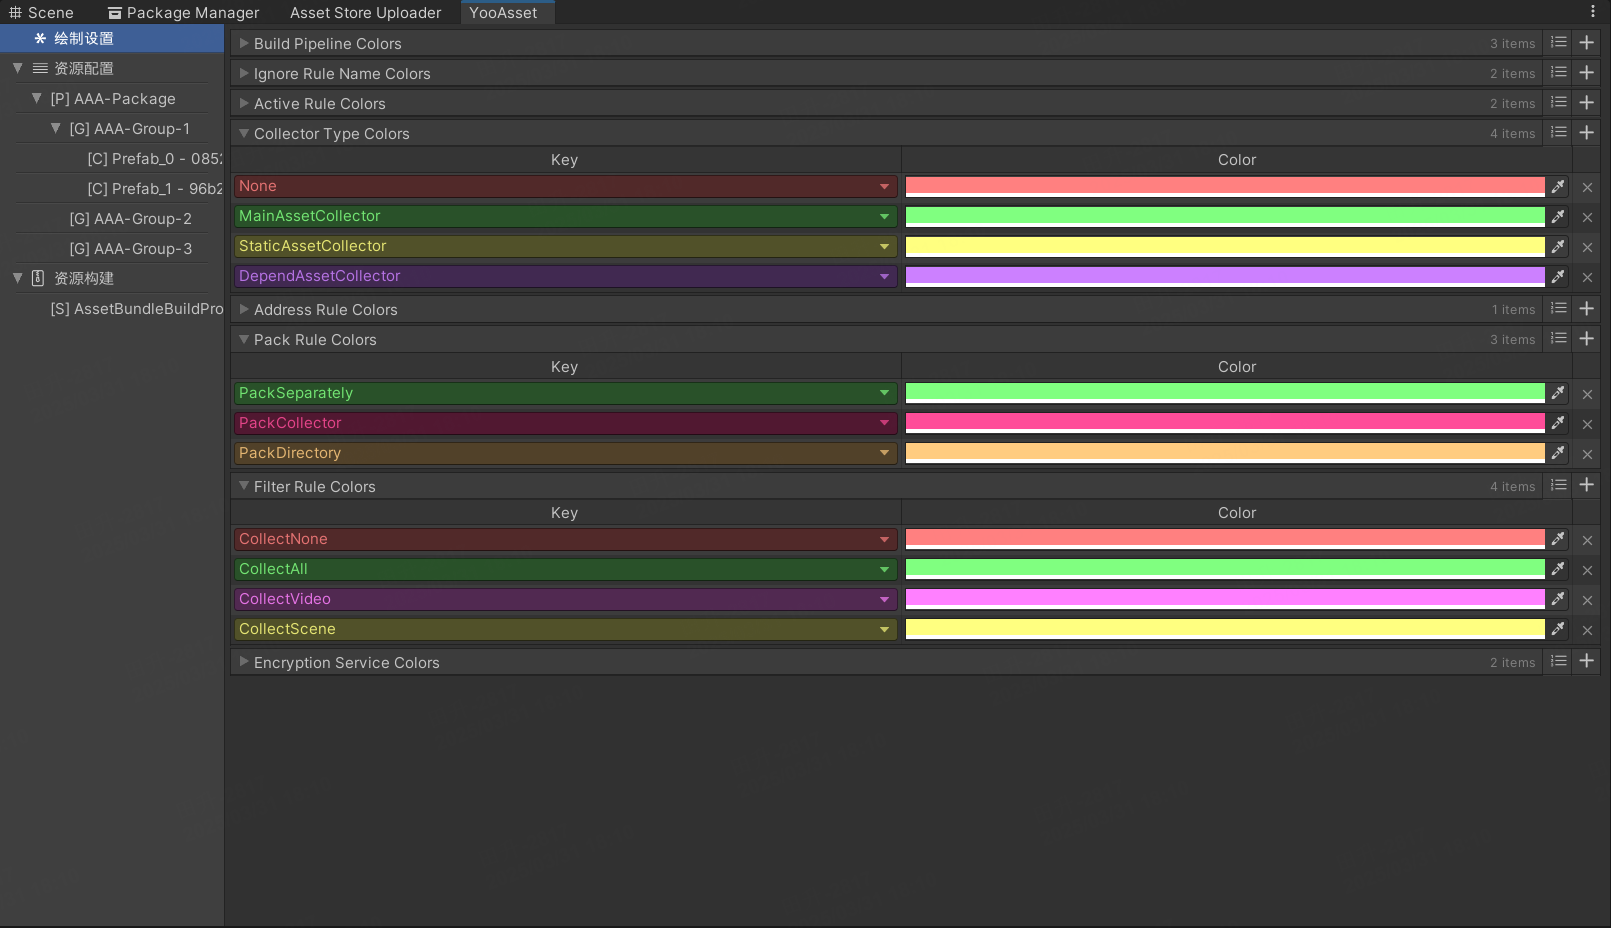 Scene Package Manager Asset Store Uploader YooAsset
绘制设置
资源配置
[P] AAA-Package
[G] AAA-Group-1
[C] Prefab_0 - 0852
[C] Prefab_1 - 96b2
[G] AAA-Group-2
[G] AAA-Group-3
资源构建
[S] AssetBundleBuildPro
Build Pipeline Colors 3 items
Ignore Rule Name Colors 2 items
Active Rule Colors 2 items
Collector Type Colors 4 items
Key Color
None
MainAssetCollector
StaticAssetCollector
DependAssetCollector
Address Rule Colors 1 items
Pack Rule Colors 3 items
Key Color
PackSeparately
PackCollector
PackDirectory
Filter Rule Colors 4 items
Key Color
CollectNone
CollectAll
CollectVideo
CollectScene
Encryption Service Colors 2 items